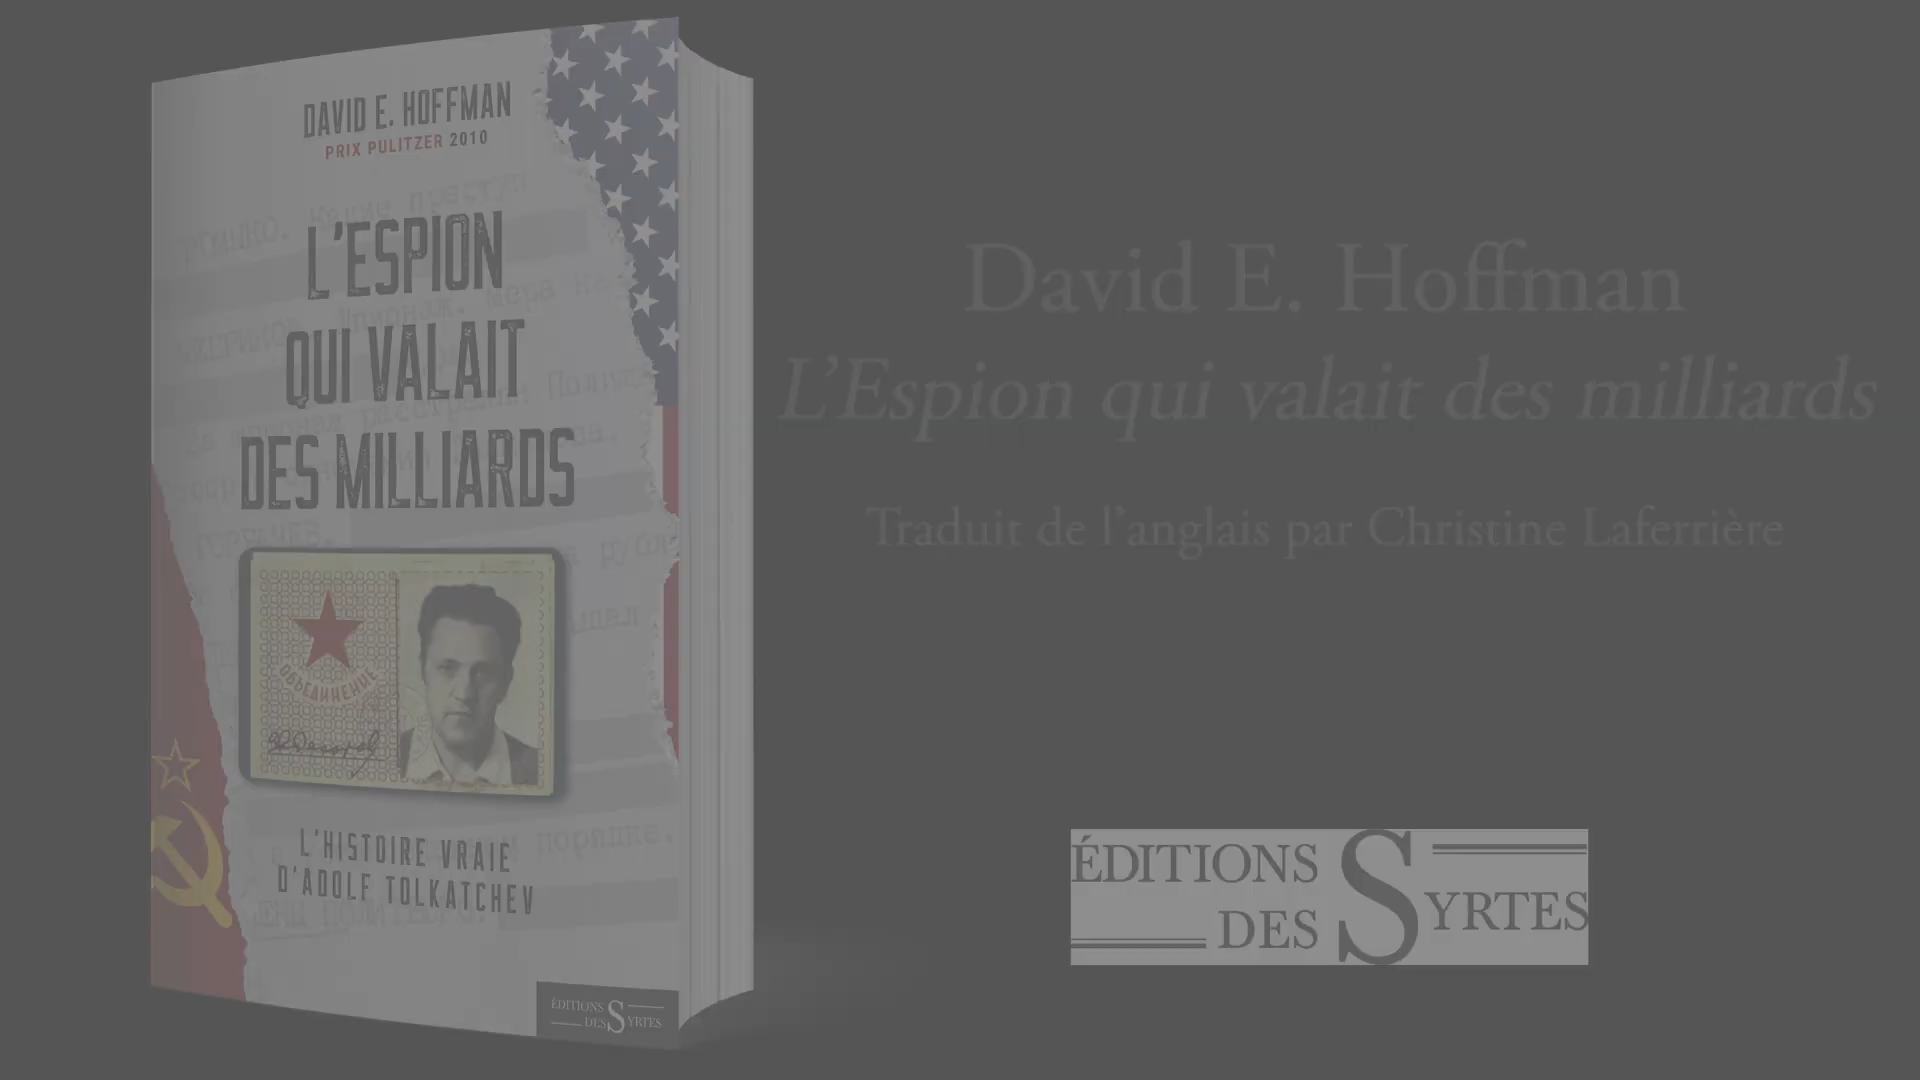 DAVID E. HOFFMAN
PRIX PULITZER 2010
L'ESPION
QUI VALAIT
DES MILLIARDS
ОБЪЕДИНЕНИЕ
L'HISTOIRE VRAIE
D'ADOLF TOLKATCHEV
ÉDITIONS
DES SYRTES
David E. Hoffman
L'Espion qui valait des milliards
Traduit de l'anglais par Christine Laferrière
ÉDITIONS
DES SYRTES